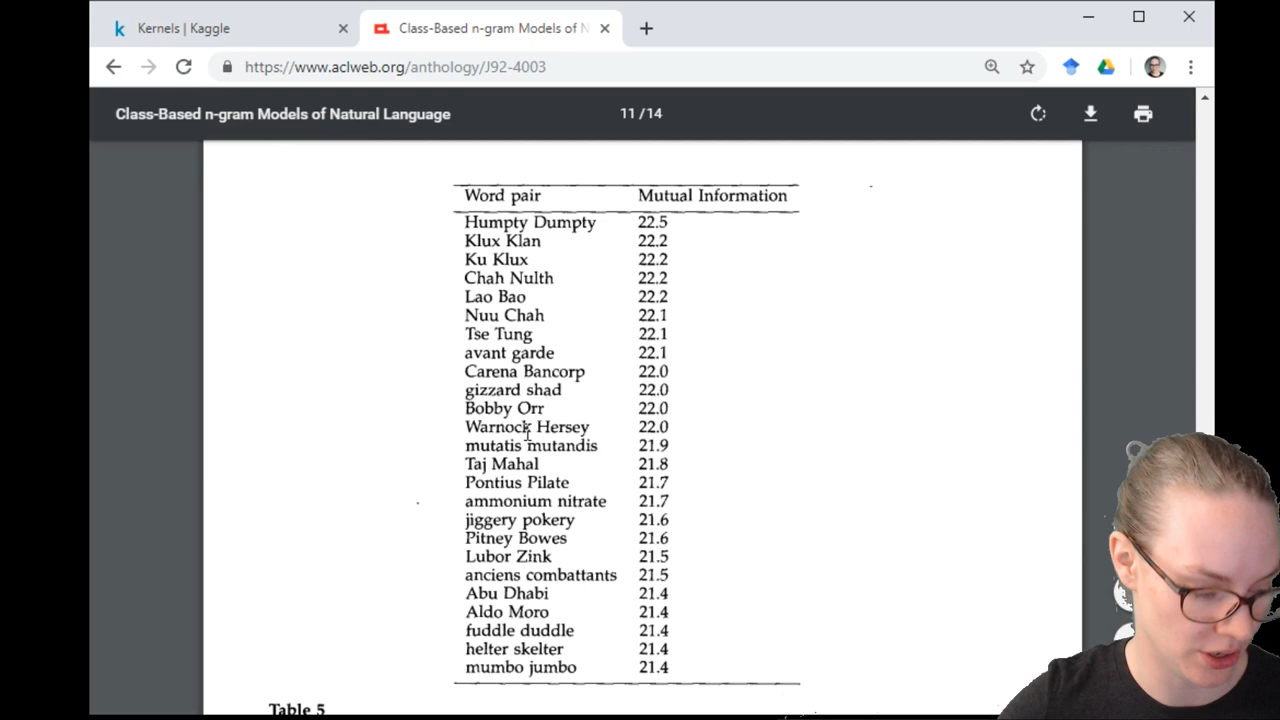 Kernels | Kaggle
Class-Based n-gram Models of N
https://www.aclweb.org/anthology/J92-4003
Class-Based n-gram Models of Natural Language 11 / 14
Word pair Mutual Information
Humpty Dumpty 22.5
Klux Klan 22.2
Ku Klux 22.2
Chah Nulth 22.2
Lao Bao 22.2
Nuu Chah 22.1
Tse Tung 22.1
avant garde 22.1
Carena Bancorp 22.0
gizzard shad 22.0
Bobby Orr 22.0
Warnock Hersey 22.0
mutatis mutandis 21.9
Taj Mahal 21.8
Pontius Pilate 21.7
ammonium nitrate 21.7
jiggery pokery 21.6
Pitney Bowes 21.6
Lubor Zink 21.5
anciens combattants 21.5
Abu Dhabi 21.4
Aldo Moro 21.4
fuddle duddle 21.4
helter skelter 21.4
mumbo jumbo 21.4
Table 5